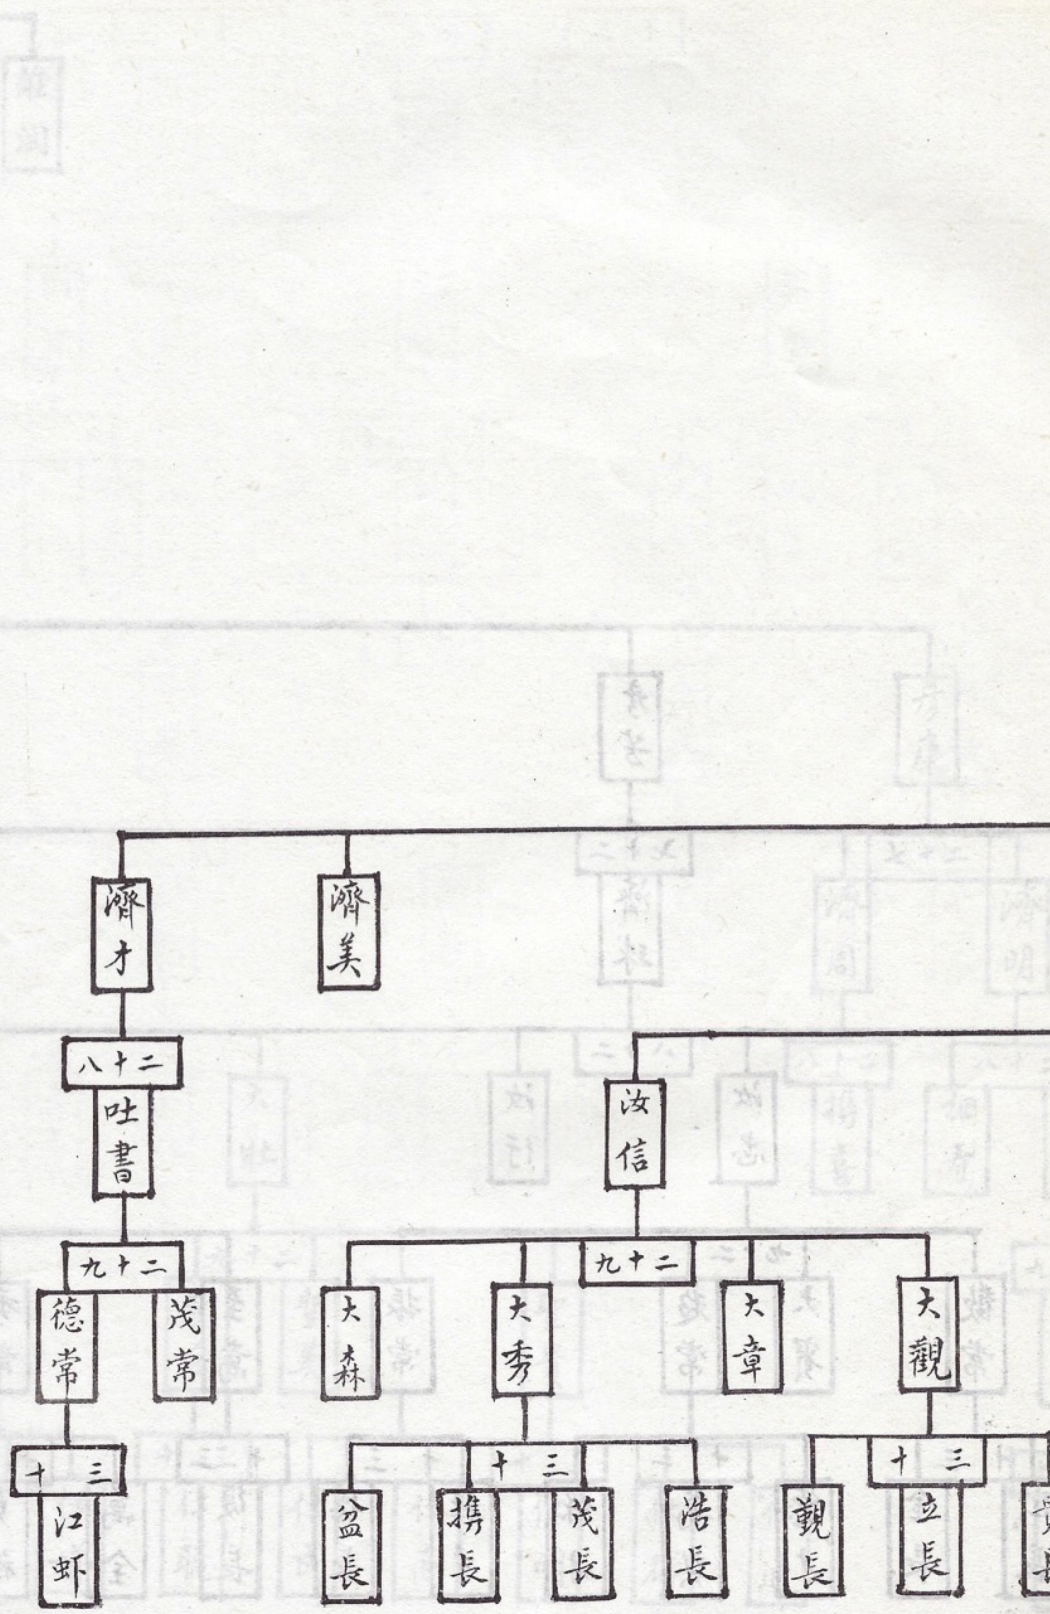 濟美
濟才
二十八
汝信
吐書
二十九
二十九
大觀
大章
大秀
大森
茂常
德常
三十
三十
三十
立長
觀長
浩長
茂長
携長
盆長
江虾